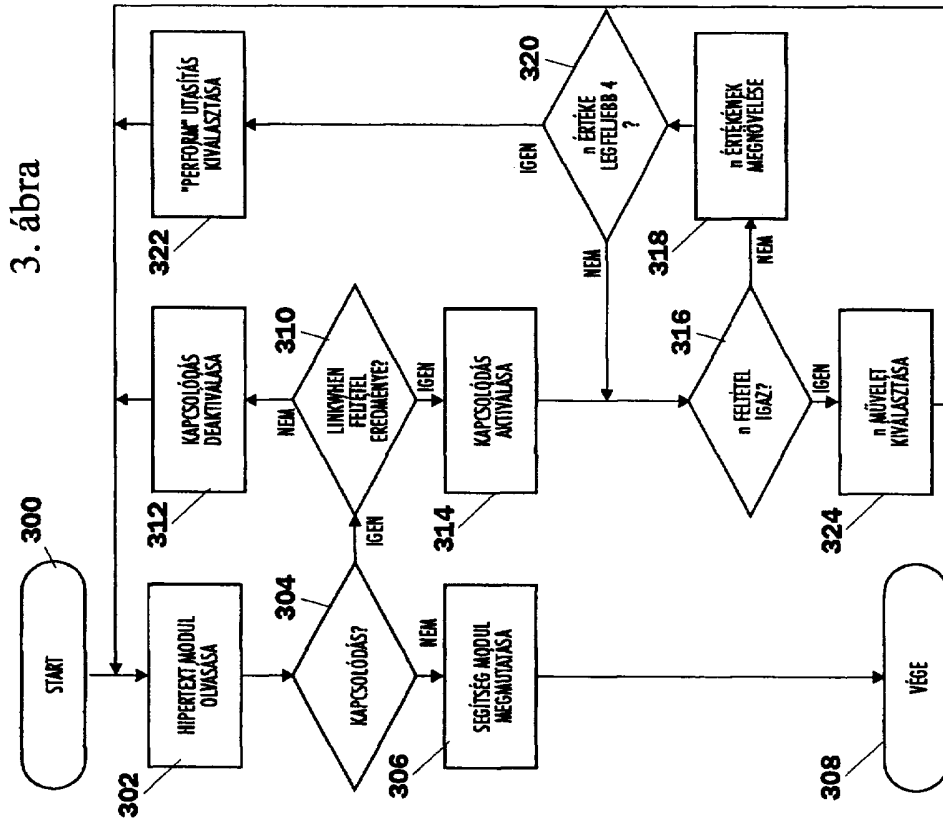 3. ábra
300
START
302
HIPERTEXT MODUL
OLVASÁSA
304
KAPCSOLÓDÁS?
IGEN
NEM
306
SEGÍTSÉG MODUL
MEGMUTATÁSA
308
VÉGE
312
KAPCSOLÓDÁS
DEAKTIVÁLÁSA
NEM
310
LINKWHEN
FELTÉTEL
EREDMÉNYE?
IGEN
314
KAPCSOLÓDÁS
AKTIVÁLÁSA
316
n FELTÉTEL
IGAZ?
NEM
IGEN
324
n MŰVELET
KIVÁLASZTÁSA
322
"PERFORM" UTASÍTÁS
KIVÁLASZTÁSA
320
n ÉRTÉKE
LEGFELJEBB 4
?
IGEN
NEM
318
n ÉRTÉKÉNEK
MEGNÖVELÉSE